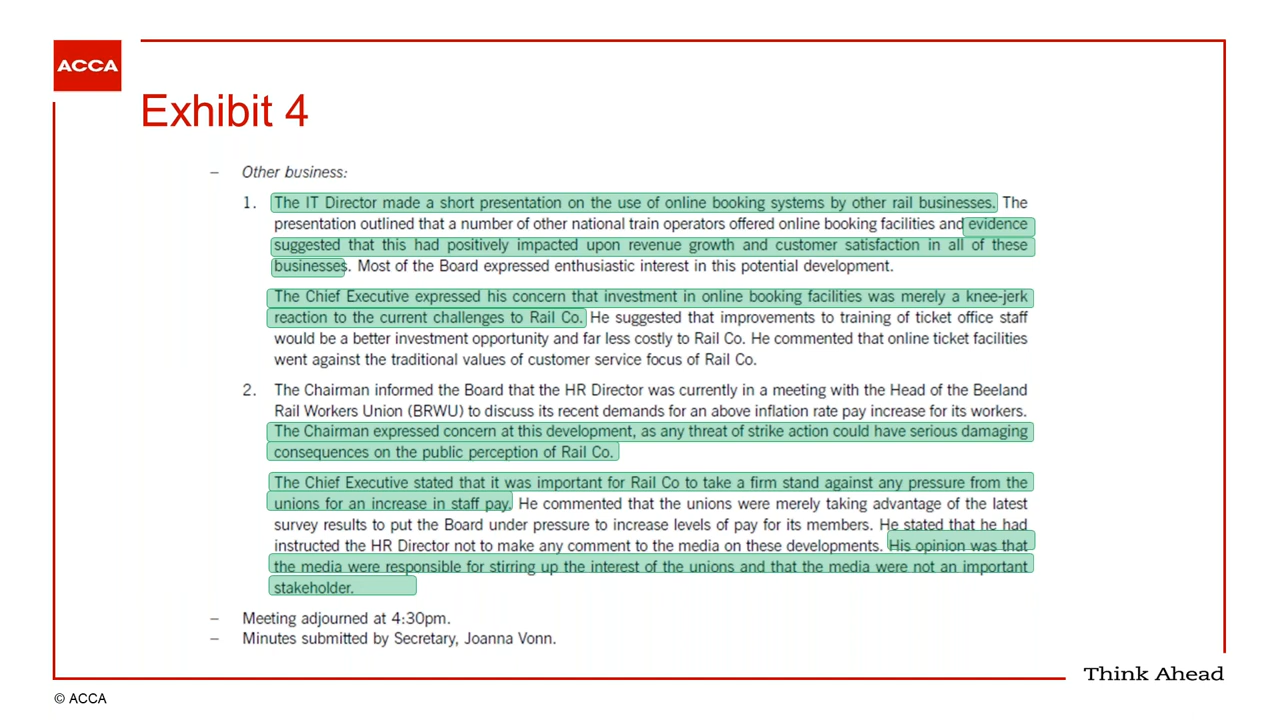 ACCA
Exhibit 4
– Other business:
1. The IT Director made a short presentation on the use of online booking systems by other rail businesses. The
presentation outlined that a number of other national train operators offered online booking facilities and evidence
suggested that this had positively impacted upon revenue growth and customer satisfaction in all of these
businesses. Most of the Board expressed enthusiastic interest in this potential development.
The Chief Executive expressed his concern that investment in online booking facilities was merely a knee-jerk
reaction to the current challenges to Rail Co. He suggested that improvements to training of ticket office staff
would be a better investment opportunity and far less costly to Rail Co. He commented that online ticket facilities
went against the traditional values of customer service focus of Rail Co.
2. The Chairman informed the Board that the HR Director was currently in a meeting with the Head of the Beeland
Rail Workers Union (BRWU) to discuss its recent demands for an above inflation rate pay increase for its workers.
The Chairman expressed concern at this development, as any threat of strike action could have serious damaging
consequences on the public perception of Rail Co.
The Chief Executive stated that it was important for Rail Co to take a firm stand against any pressure from the
unions for an increase in staff pay. He commented that the unions were merely taking advantage of the latest
survey results to put the Board under pressure to increase levels of pay for its members. He stated that he had
instructed the HR Director not to make any comment to the media on these developments. His opinion was that
the media were responsible for stirring up the interest of the unions and that the media were not an important
stakeholder.
– Meeting adjourned at 4:30pm.
– Minutes submitted by Secretary, Joanna Vonn.
Think Ahead
© ACCA